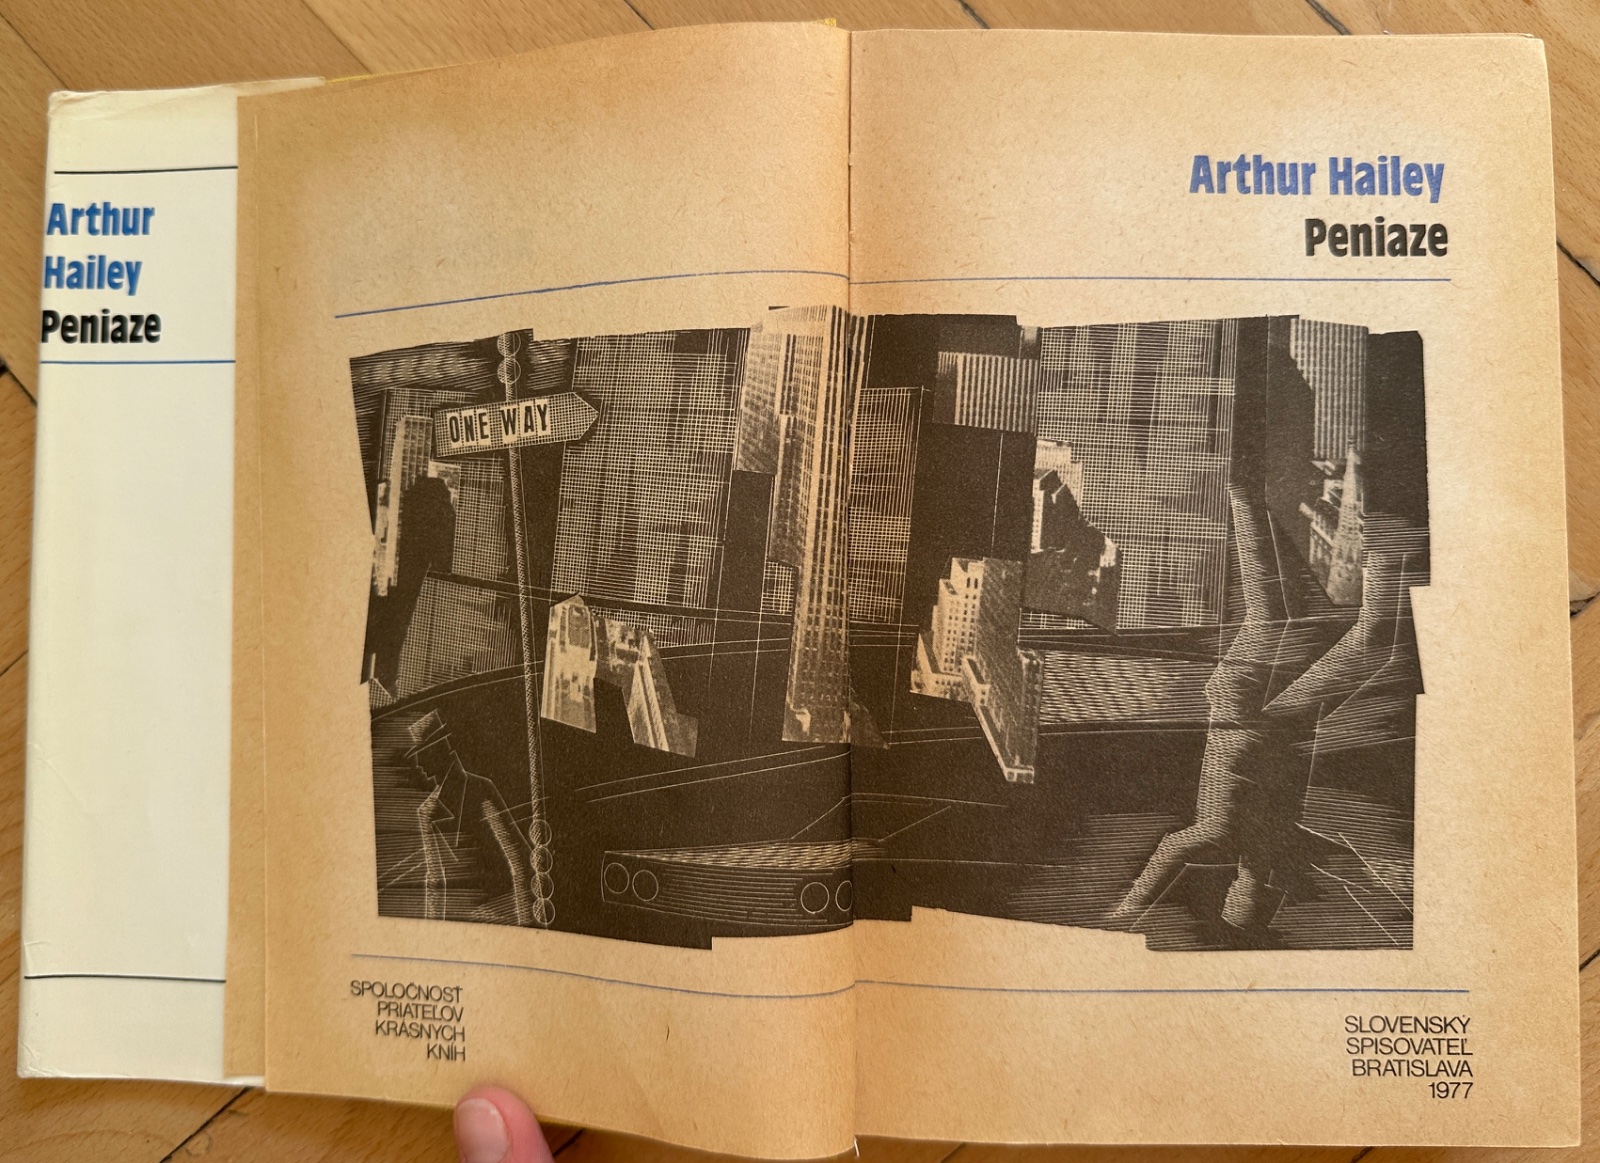 Arthur
Hailey
Peniaze
Arthur Hailey
Peniaze
ONE WAY
SPOLOČNOSŤ
PRIATEĽOV
KRÁSNYCH
KNÍH
SLOVENSKÝ
SPISOVATEĽ
BRATISLAVA
1977